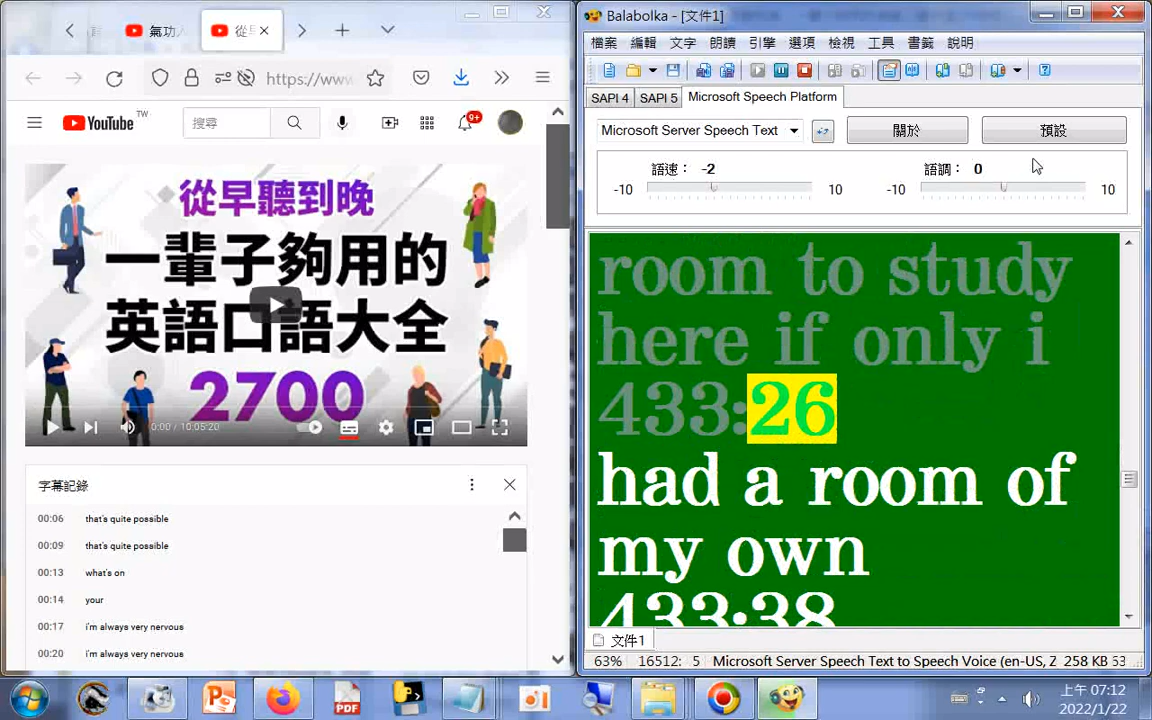 氣功
從
https://www
YouTube TW
搜尋
9+
從早聽到晚
一輩子夠用的
英語口語大全
2700
0:00 / 10:05:20
字幕記錄
00:06 that's quite possible
00:09 that's quite possible
00:13 what's on
00:14 your
00:17 i'm always very nervous
00:20 i'm always very nervous
Balabolka - [文件1]
檔案 編輯 文字 朗讀 引擎 選項 檢視 工具 書籤 說明
SAPI 4 SAPI 5 Microsoft Speech Platform
Microsoft Server Speech Text 關於 預設
語速: -2 語調: 0
-10 10 -10 10
room to study
here if only i
433:26
had a room of
my own
433:38
文件1
63% 16512: 5 Microsoft Server Speech Text to Speech Voice (en-US, Z 258 KB 53
PDF
上午 07:12
2022/1/22